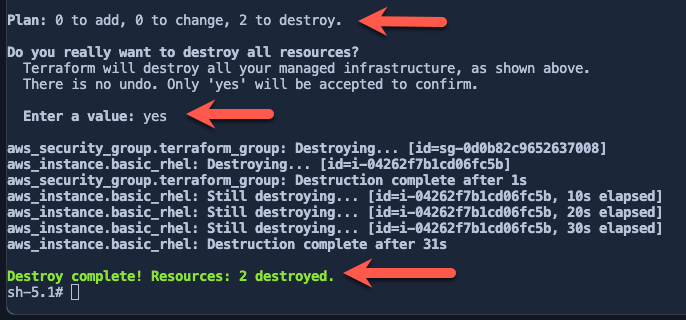 Plan: 0 to add, 0 to change, 2 to destroy.
Do you really want to destroy all resources?
Terraform will destroy all your managed infrastructure, as shown above.
There is no undo. Only 'yes' will be accepted to confirm.
Enter a value: yes
aws_security_group.terraform_group: Destroying... [id=sg-0d0b82c9652637008]
aws_instance.basic_rhel: Destroying... [id=i-04262f7b1cd06fc5b]
aws_security_group.terraform_group: Destruction complete after 1s
aws_instance.basic_rhel: Still destroying... [id=i-04262f7b1cd06fc5b, 10s elapsed]
aws_instance.basic_rhel: Still destroying... [id=i-04262f7b1cd06fc5b, 20s elapsed]
aws_instance.basic_rhel: Still destroying... [id=i-04262f7b1cd06fc5b, 30s elapsed]
aws_instance.basic_rhel: Destruction complete after 31s
Destroy complete! Resources: 2 destroyed.
sh-5.1#